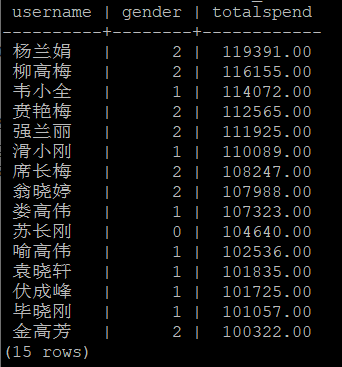 username | gender | totalspend
----------+--------+------------
杨兰娟 | 2 | 119391.00
柳高梅 | 2 | 116155.00
韦小全 | 1 | 114072.00
贲艳梅 | 2 | 112565.00
强兰丽 | 2 | 111925.00
滑小刚 | 1 | 110089.00
席长梅 | 2 | 108247.00
翁晓婷 | 2 | 107988.00
娄高伟 | 1 | 107323.00
苏长刚 | 0 | 104640.00
喻高伟 | 1 | 102536.00
袁晓轩 | 1 | 101835.00
伏成峰 | 1 | 101725.00
毕晓刚 | 1 | 101057.00
金高芳 | 2 | 100322.00
(15 rows)